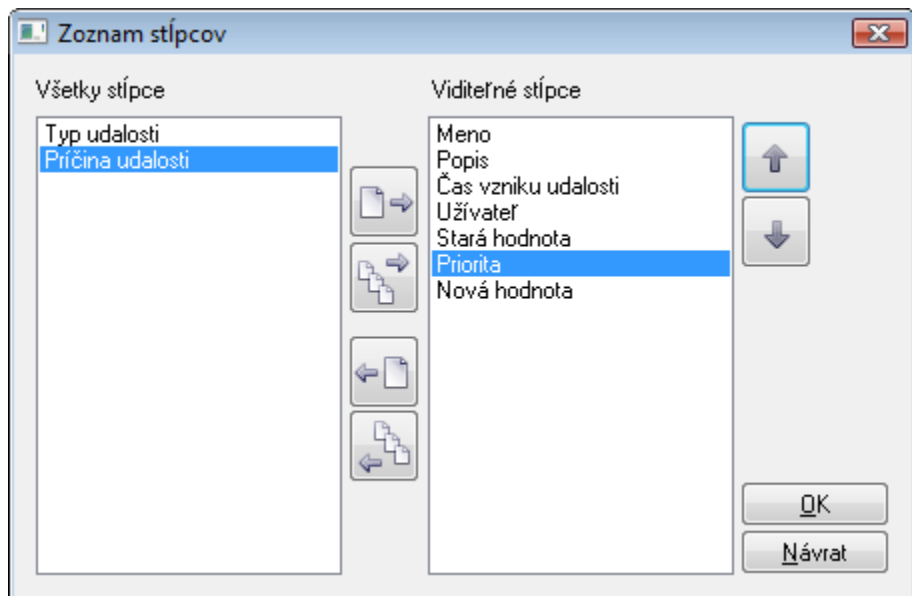 Zoznam stĺpcov
Všetky stĺpce
Typ udalosti
Príčina udalosti
Viditeľné stĺpce
Meno
Popis
Čas vzniku udalosti
Užívateľ
Stará hodnota
Priorita
Nová hodnota
OK
Návrat